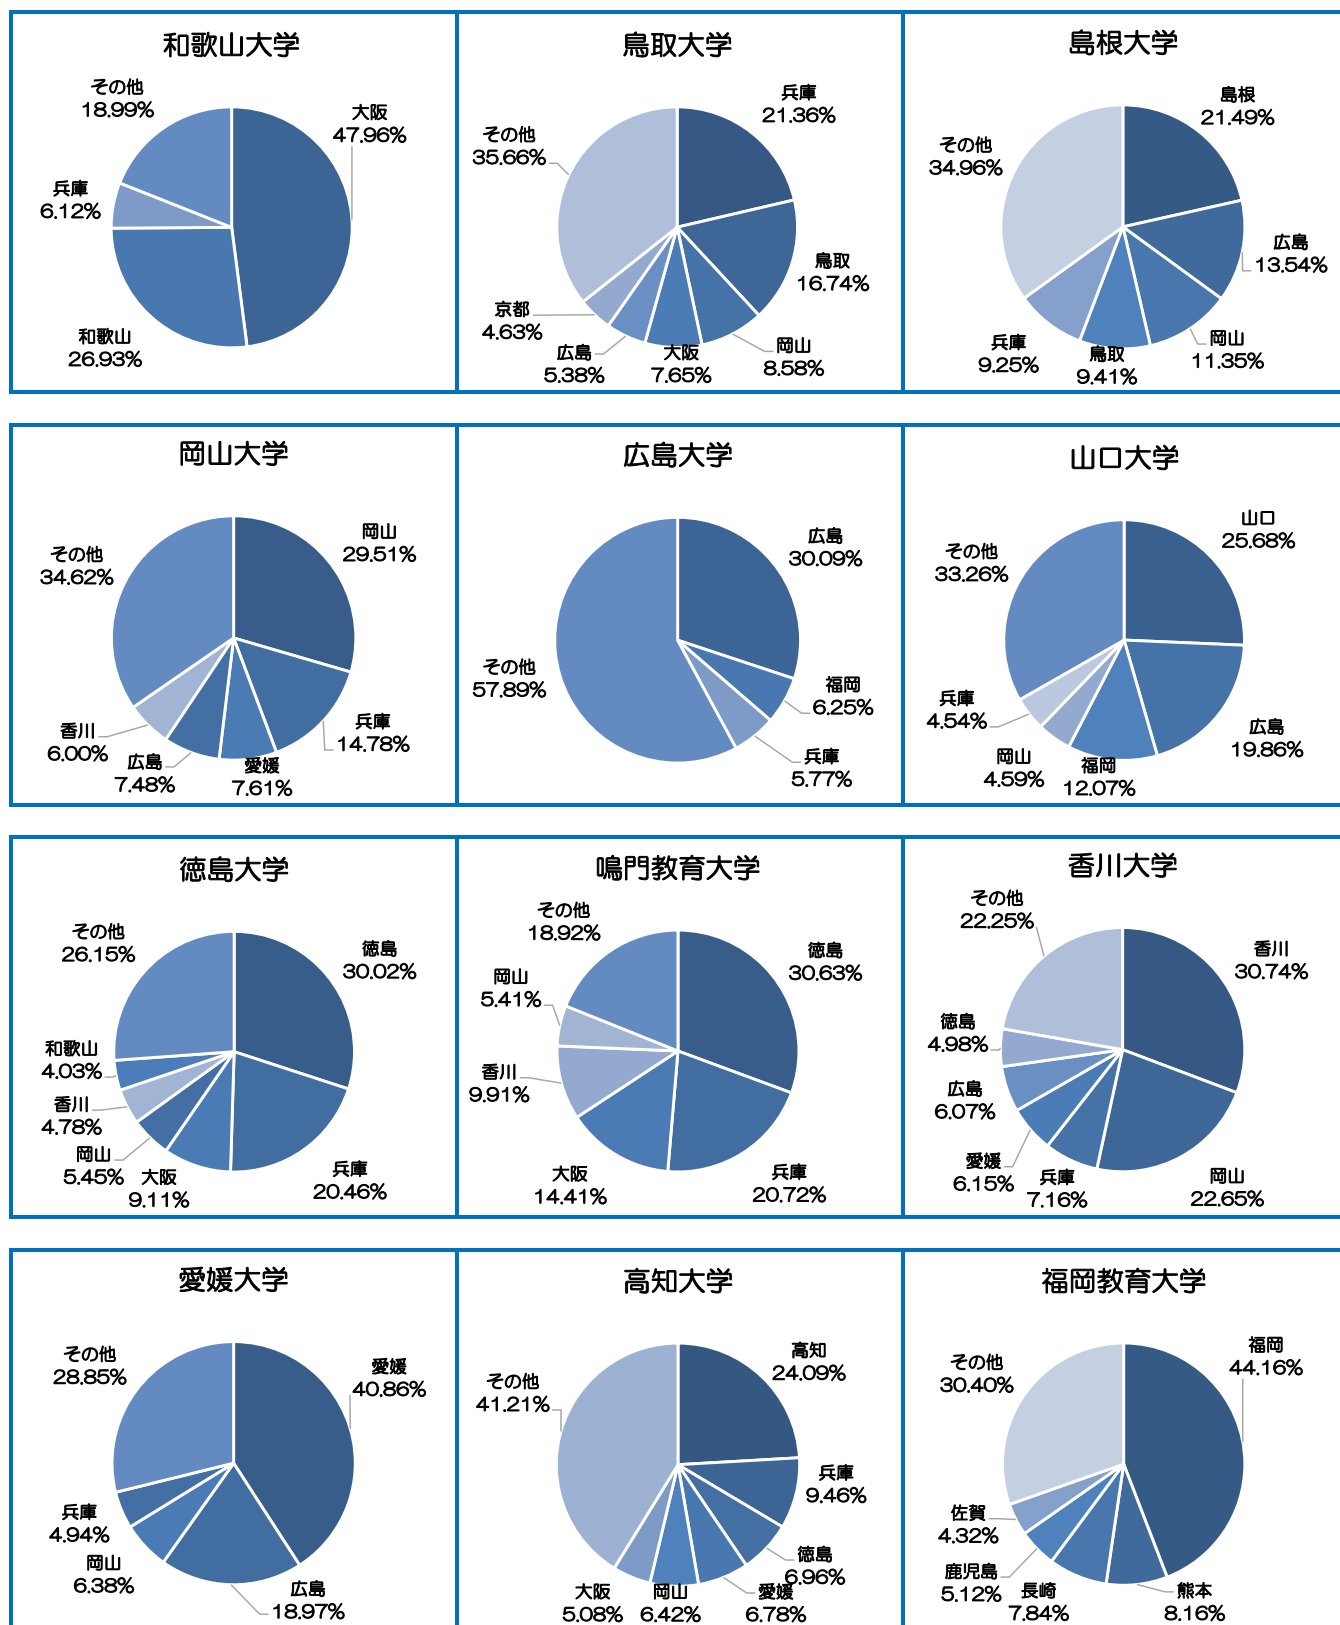 和歌山大学
その他
18.99%
大阪
47.96%
兵庫
6.12%
和歌山
26.93%
鳥取大学
兵庫
21.36%
その他
35.66%
鳥取
16.74%
京都
4.63%
広島
5.38%
大阪
7.65%
岡山
8.58%
島根大学
島根
21.49%
その他
34.96%
広島
13.54%
兵庫
9.25%
鳥取
9.41%
岡山
11.35%
岡山大学
岡山
29.51%
その他
34.62%
兵庫
14.78%
香川
6.00%
広島
7.48%
愛媛
7.61%
広島大学
広島
30.09%
その他
57.89%
福岡
6.25%
兵庫
5.77%
山口大学
山口
25.68%
その他
33.26%
兵庫
4.54%
広島
19.86%
岡山
4.59%
福岡
12.07%
徳島大学
その他
26.15%
徳島
30.02%
和歌山
4.03%
香川
4.78%
岡山
5.45%
大阪
9.11%
兵庫
20.46%
鳴門教育大学
その他
18.92%
徳島
30.63%
岡山
5.41%
香川
9.91%
大阪
14.41%
兵庫
20.72%
香川大学
その他
22.25%
香川
30.74%
徳島
4.98%
広島
6.07%
愛媛
6.15%
兵庫
7.16%
岡山
22.65%
愛媛大学
その他
28.85%
愛媛
40.86%
兵庫
4.94%
岡山
6.38%
広島
18.97%
高知大学
高知
24.09%
その他
41.21%
兵庫
9.46%
徳島
6.96%
大阪
5.08%
岡山
6.42%
愛媛
6.78%
福岡教育大学
福岡
44.16%
その他
30.40%
佐賀
4.32%
鹿児島
5.12%
長崎
7.84%
熊本
8.16%